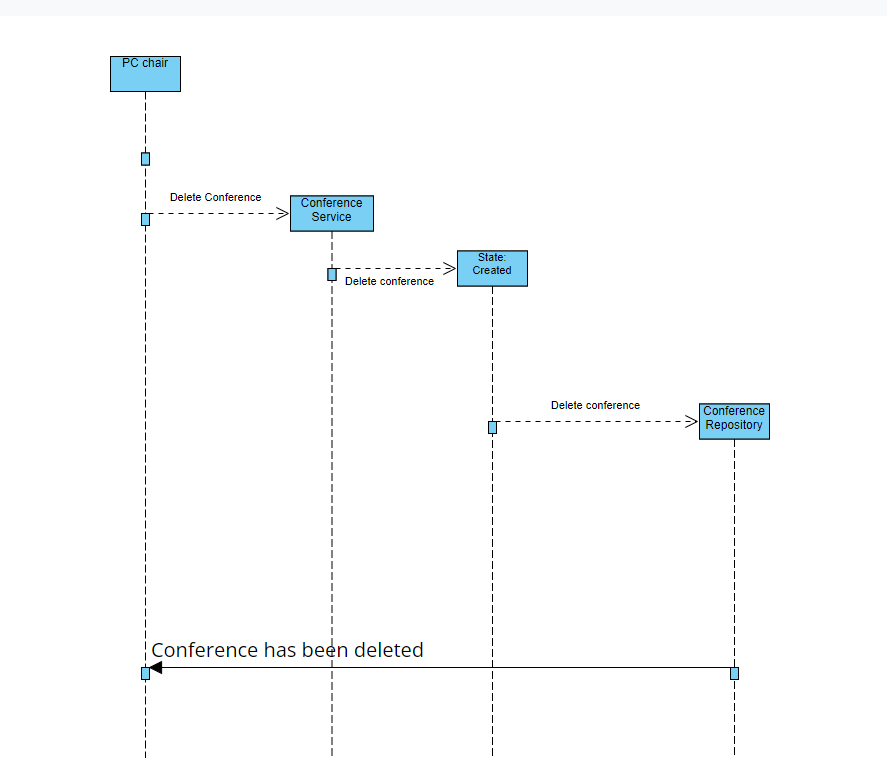 PC chair
Delete Conference
Conference
Service
State:
Created
Delete conference
Delete conference
Conference
Repository
Conference has been deleted